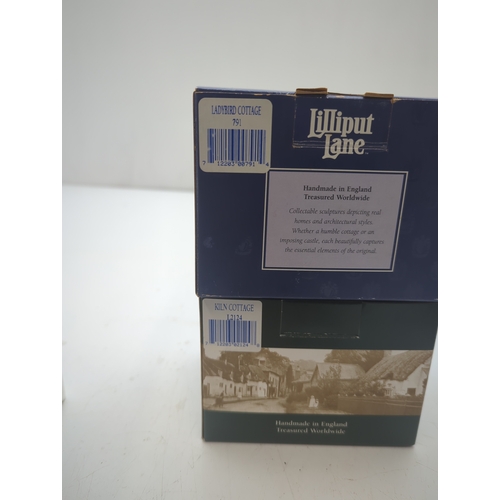 LADYBIRD COTTAGE
791
Lilliput
Lane
Handmade in England
Treasured Worldwide
Collectable sculptures depicting real
homes and architectural styles.
Whether a humble cottage or an
imposing castle, each beautifully captures
the essential elements of the original.
KILN COTTAGE
L2124
Handmade in England
Treasured Worldwide